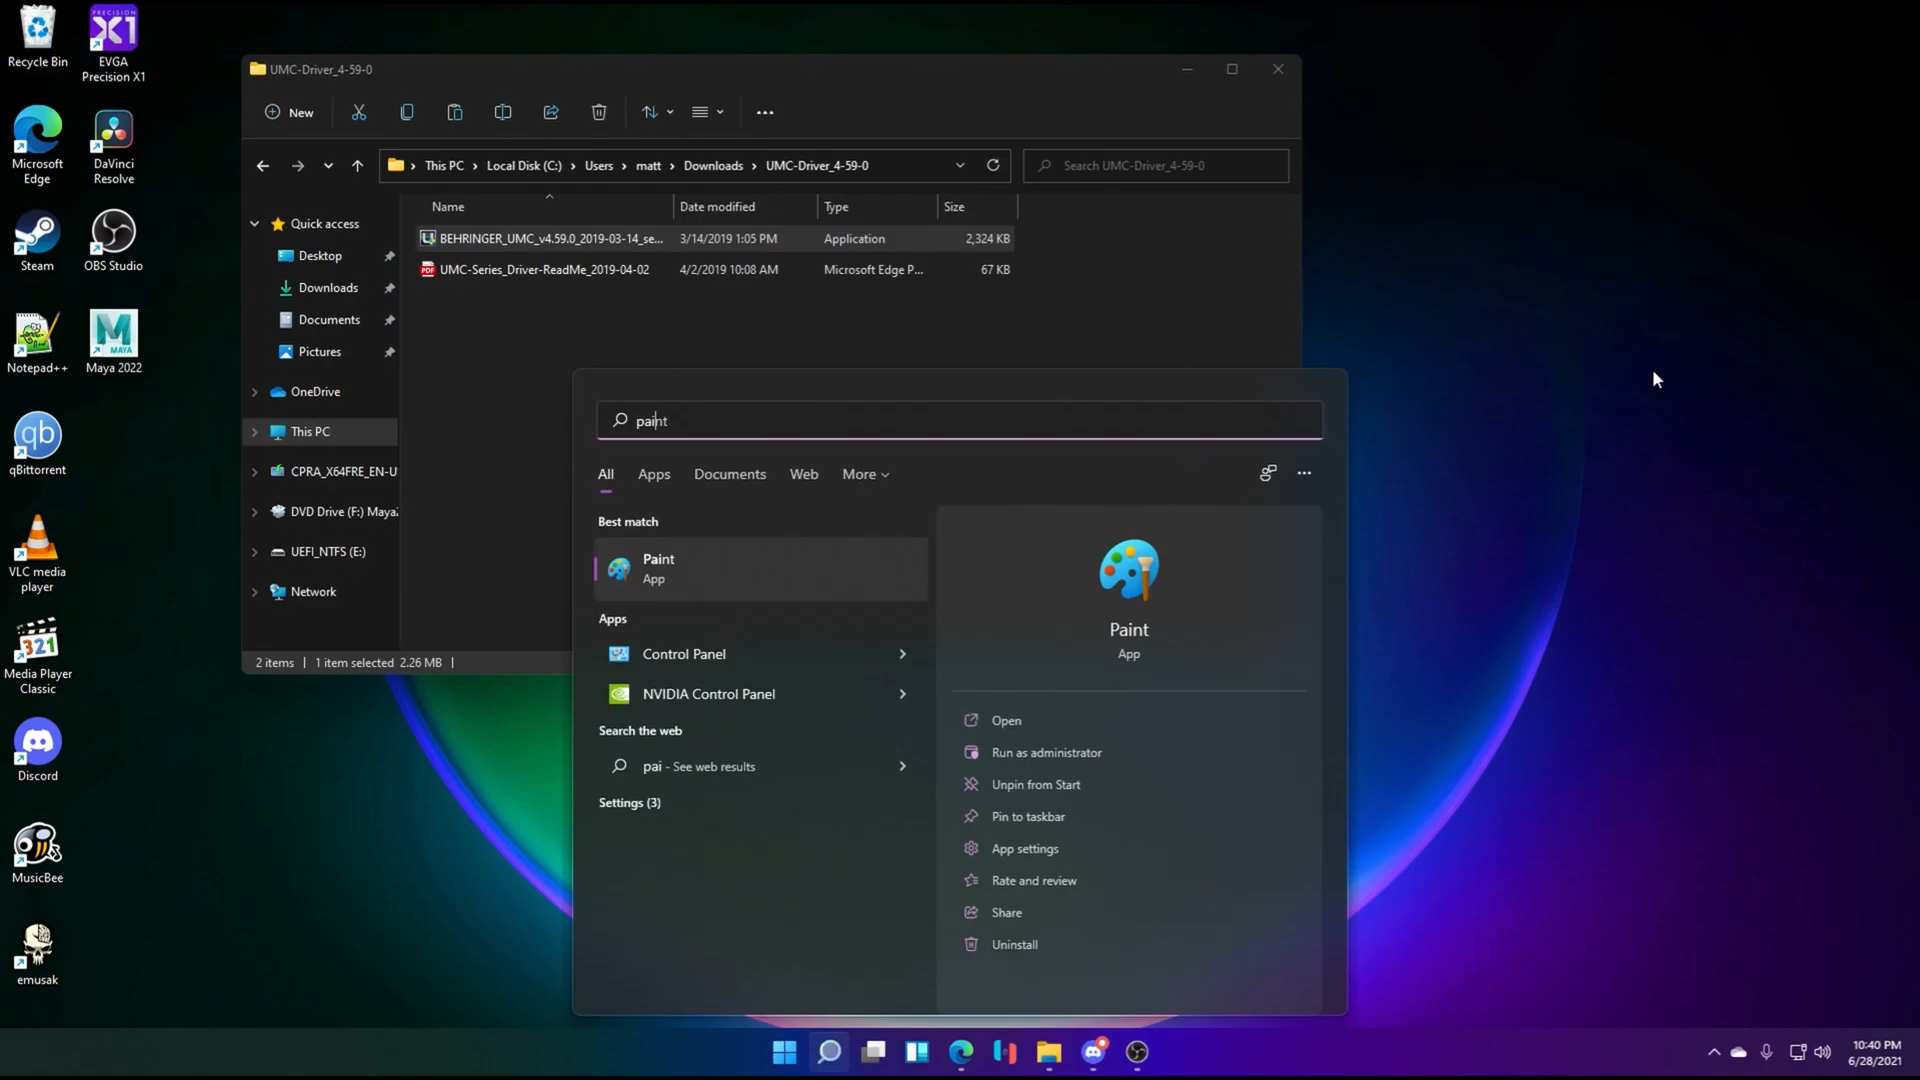 Recycle Bin
EVGA
Precision X1
Microsoft
Edge
DaVinci
Resolve
Steam
OBS Studio
Notepad++
Maya 2022
qBittorrent
VLC media
player
Media Player
Classic
Discord
MusicBee
emusak
UMC-Driver_4-59-0
New
This PC > Local Disk (C:) > Users > matt > Downloads > UMC-Driver_4-59-0
Search UMC-Driver_4-59-0
Name Date modified Type Size
BEHRINGER_UMC_v4.59.0_2019-03-14_se... 3/14/2019 1:05 PM Application 2,324 KB
UMC-Series_Driver-ReadMe_2019-04-02 4/2/2019 10:08 AM Microsoft Edge P... 67 KB
Quick access
Desktop
Downloads
Documents
Pictures
OneDrive
This PC
CPRA_X64FRE_EN-U
DVD Drive (F:) Maya
UEFI_NTFS (E:)
Network
2 items | 1 item selected 2.26 MB |
paint
All Apps Documents Web More
Best match
Paint
App
Apps
Control Panel
NVIDIA Control Panel
Search the web
pai - See web results
Settings (3)
Paint
App
Open
Run as administrator
Unpin from Start
Pin to taskbar
App settings
Rate and review
Share
Uninstall
10:40 PM
6/28/2021